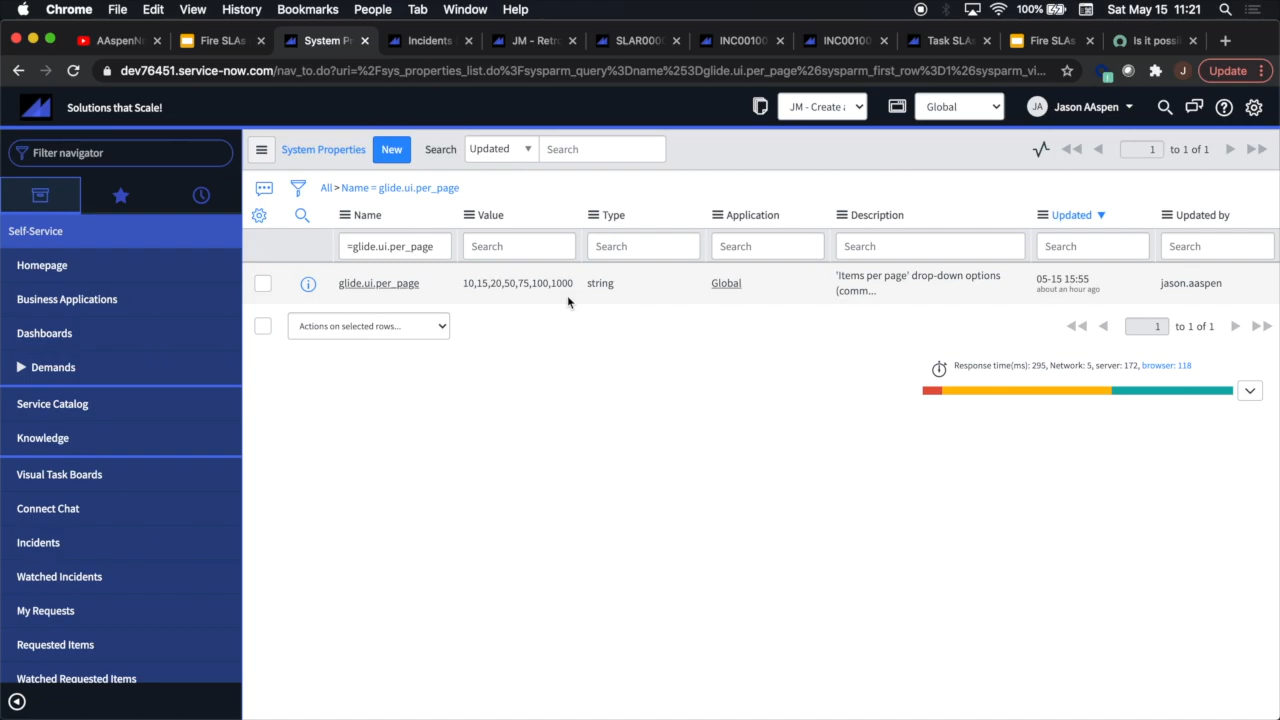 Chrome File Edit View History Bookmarks People Tab Window Help 100% Sat May 15 11:21
AAspenN Fire SLAs System Pr Incidents JM - Retr SLAR000 INC00100 INC00100 Task SLAs Fire SLAs Is it possi
dev76451.service-now.com/nav_to.do?uri=%2Fsys_properties_list.do%3Fsysparm_query%3Dname%253Dglide.ui.per_page%26sysparm_first_row%3D1%26sysparm_vi... J Update
Solutions that Scale! JM - Create a Global JA Jason AAspen
Filter navigator
System Properties New Search Updated Search 1 to 1 of 1
All > Name = glide.ui.per_page
Name Value Type Application Description Updated Updated by
=glide.ui.per_page Search Search Search Search Search Search
glide.ui.per_page 10,15,20,50,75,100,1000 string Global 'Items per page' drop-down options (comm... 05-15 15:55 about an hour ago jason.aaspen
Actions on selected rows... 1 to 1 of 1
Response time(ms): 295, Network: 5, server: 172, browser: 118
Self-Service
Homepage
Business Applications
Dashboards
Demands
Service Catalog
Knowledge
Visual Task Boards
Connect Chat
Incidents
Watched Incidents
My Requests
Requested Items
Watched Requested Items